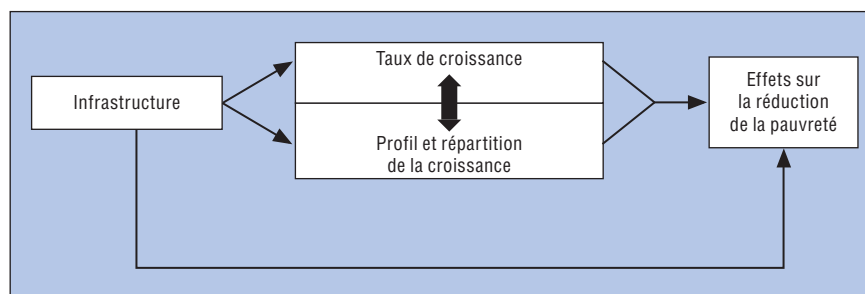 Infrastructure
Taux de croissance
Profil et répartition
de la croissance
Effets sur
la réduction
de la pauvreté